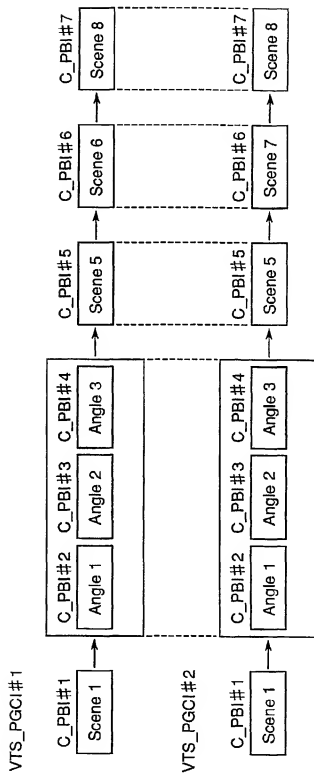 VTS_PGCI#1
C_PBI#1 C_PBI#2 C_PBI#3 C_PBI#4 C_PBI#5 C_PBI#6 C_PBI#7
Scene 1 Angle 1 Angle 2 Angle 3 Scene 5 Scene 6 Scene 8
VTS_PGCI#2
C_PBI#1 C_PBI#2 C_PBI#3 C_PBI#4 C_PBI#5 C_PBI#6 C_PBI#7
Scene 1 Angle 1 Angle 2 Angle 3 Scene 5 Scene 7 Scene 8